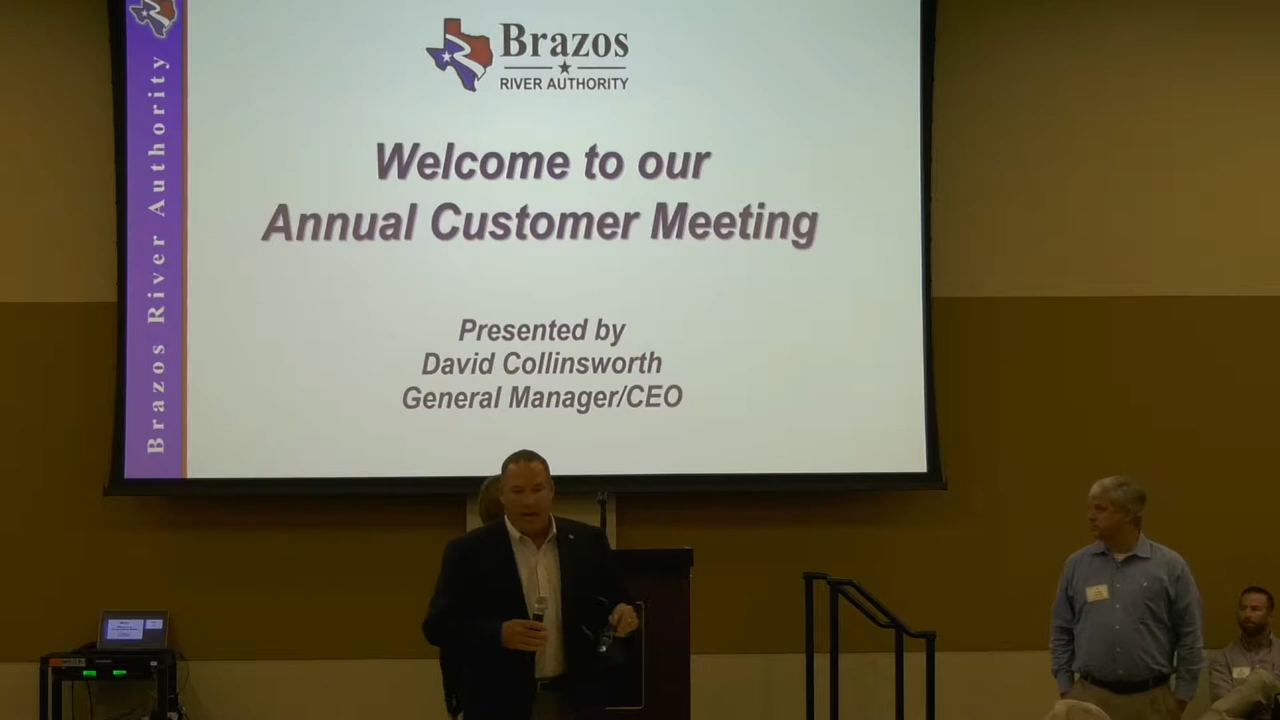 Brazos River Authority
Brazos
RIVER AUTHORITY
Welcome to our
Annual Customer Meeting
Presented by
David Collinsworth
General Manager/CEO